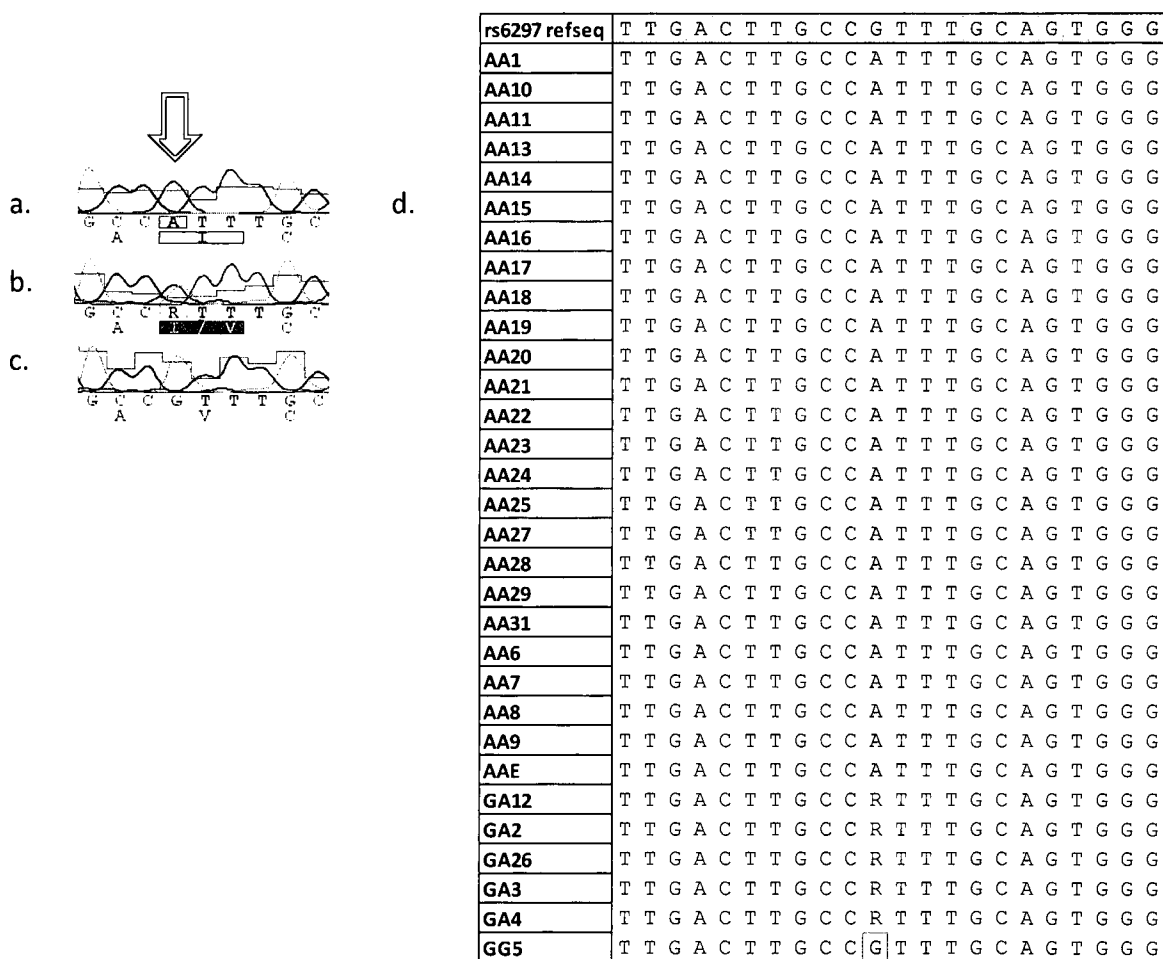 a.
G C C A T T T G C
A I C
b.
G C C R T T T G C
A I / V C
c.
G C C G T T T G C
A V C
d.
rs6297 refseq T T G A C T T G C C G T T T G C A G T G G G
AA1 T T G A C T T G C C A T T T G C A G T G G G
AA10 T T G A C T T G C C A T T T G C A G T G G G
AA11 T T G A C T T G C C A T T T G C A G T G G G
AA13 T T G A C T T G C C A T T T G C A G T G G G
AA14 T T G A C T T G C C A T T T G C A G T G G G
AA15 T T G A C T T G C C A T T T G C A G T G G G
AA16 T T G A C T T G C C A T T T G C A G T G G G
AA17 T T G A C T T G C C A T T T G C A G T G G G
AA18 T T G A C T T G C C A T T T G C A G T G G G
AA19 T T G A C T T G C C A T T T G C A G T G G G
AA20 T T G A C T T G C C A T T T G C A G T G G G
AA21 T T G A C T T G C C A T T T G C A G T G G G
AA22 T T G A C T T G C C A T T T G C A G T G G G
AA23 T T G A C T T G C C A T T T G C A G T G G G
AA24 T T G A C T T G C C A T T T G C A G T G G G
AA25 T T G A C T T G C C A T T T G C A G T G G G
AA27 T T G A C T T G C C A T T T G C A G T G G G
AA28 T T G A C T T G C C A T T T G C A G T G G G
AA29 T T G A C T T G C C A T T T G C A G T G G G
AA31 T T G A C T T G C C A T T T G C A G T G G G
AA6 T T G A C T T G C C A T T T G C A G T G G G
AA7 T T G A C T T G C C A T T T G C A G T G G G
AA8 T T G A C T T G C C A T T T G C A G T G G G
AA9 T T G A C T T G C C A T T T G C A G T G G G
AAE T T G A C T T G C C A T T T G C A G T G G G
GA12 T T G A C T T G C C R T T T G C A G T G G G
GA2 T T G A C T T G C C R T T T G C A G T G G G
GA26 T T G A C T T G C C R T T T G C A G T G G G
GA3 T T G A C T T G C C R T T T G C A G T G G G
GA4 T T G A C T T G C C R T T T G C A G T G G G
GG5 T T G A C T T G C C G T T T G C A G T G G G